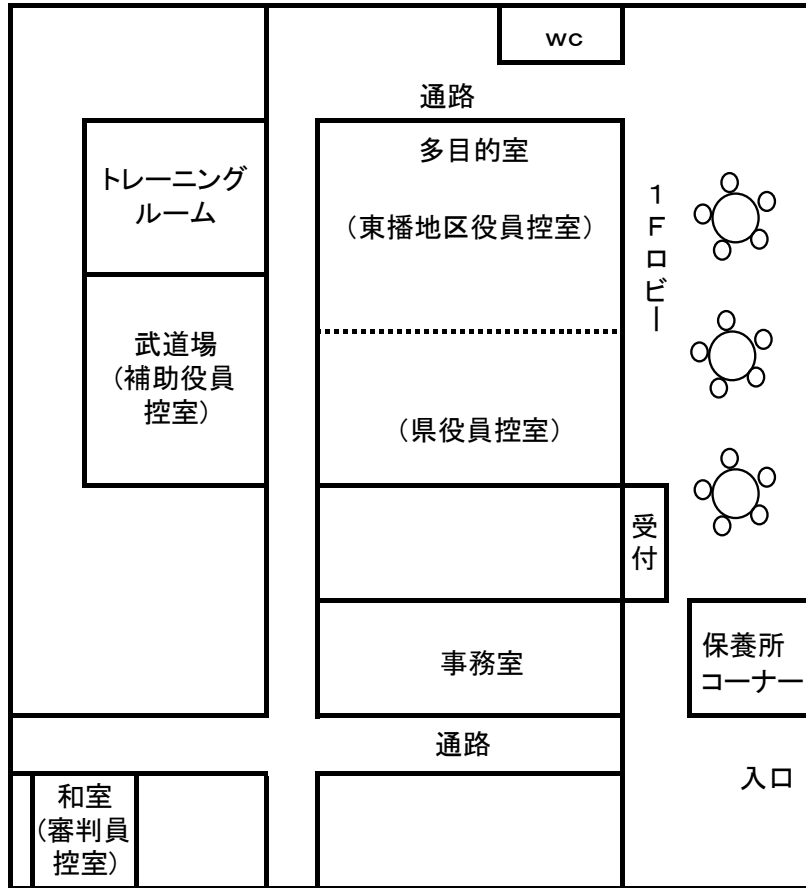 WC
通路
多目的室
(東播地区役員控室)
トレーニング
ルーム
1Fロビー
武道場
(補助役員
控室)
(県役員控室)
受付
事務室
保養所
コーナー
通路
入口
和室
(審判員
控室)